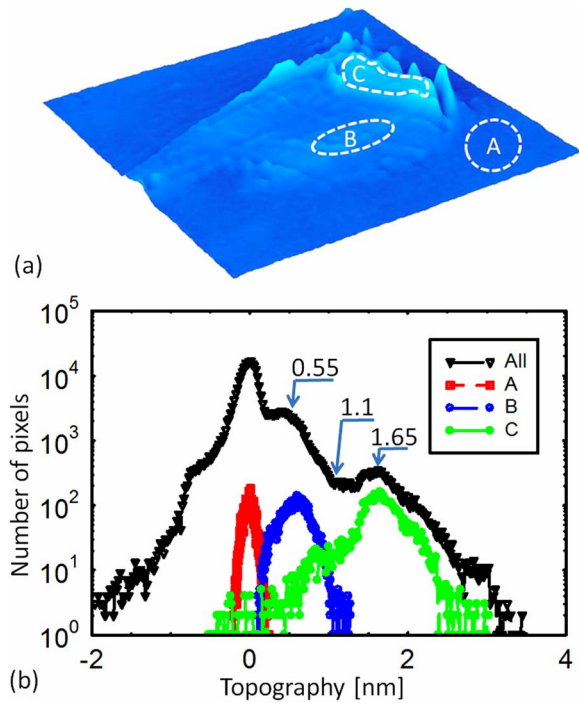 C
B
A
(a)
10^5
10^4
10^3
10^2
10^1
10^0
Number of pixels
0.55
1.1
1.65
All
A
B
C
-2 0 2 4
Topography [nm]
(b)